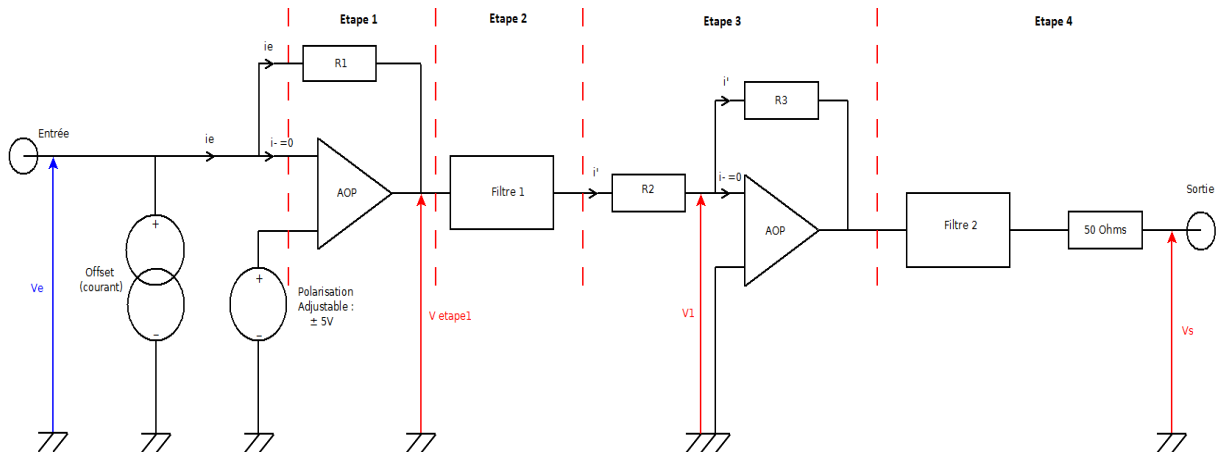 Etape 1
Etape 2
Etape 3
Etape 4
ie
R1
i'
R3
Entrée
ie
i- =0
AOP
Filtre 1
i'
R2
i- =0
AOP
Filtre 2
50 Ohms
Sortie
+
-
Offset
(courant)
+
-
Polarisation
Adjustable :
± 5V
Ve
V etape1
V1
Vs